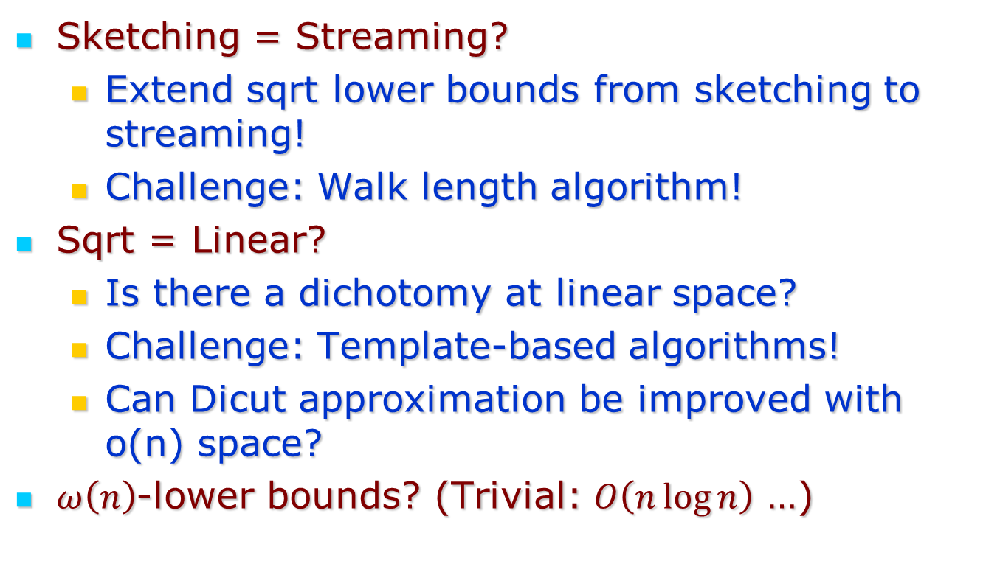 Sketching = Streaming?
Extend sqrt lower bounds from sketching to
streaming!
Challenge: Walk length algorithm!
Sqrt = Linear?
Is there a dichotomy at linear space?
Challenge: Template-based algorithms!
Can Dicut approximation be improved with
o(n) space?
ω(n)-lower bounds? (Trivial: O(n log n) …)